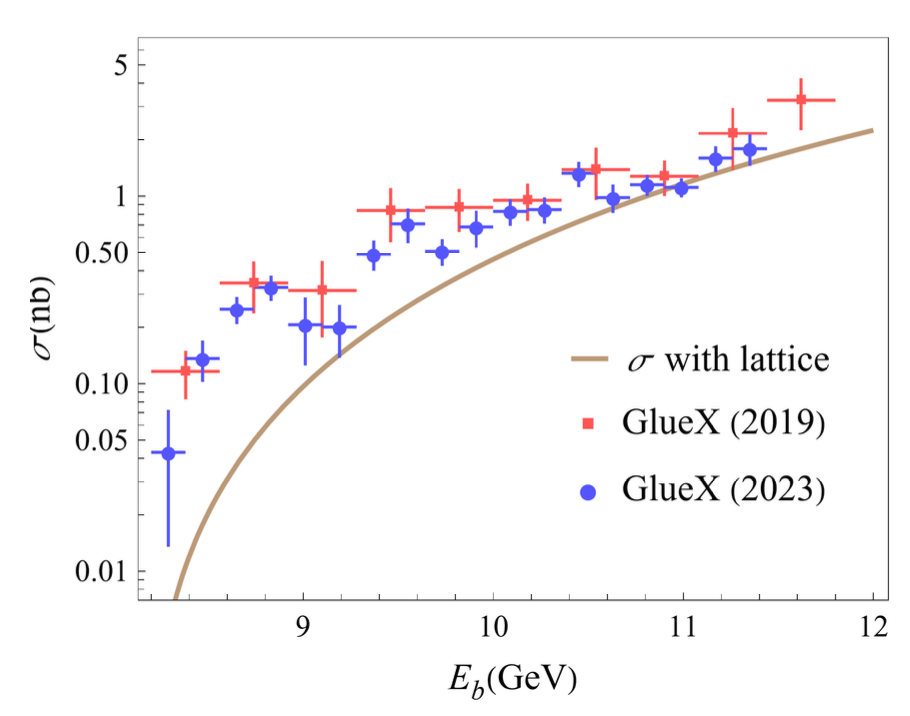 5
1
0.50
0.10
0.05
0.01
σ(nb)
σ with lattice
GlueX (2019)
GlueX (2023)
9 10 11 12
E_b(GeV)